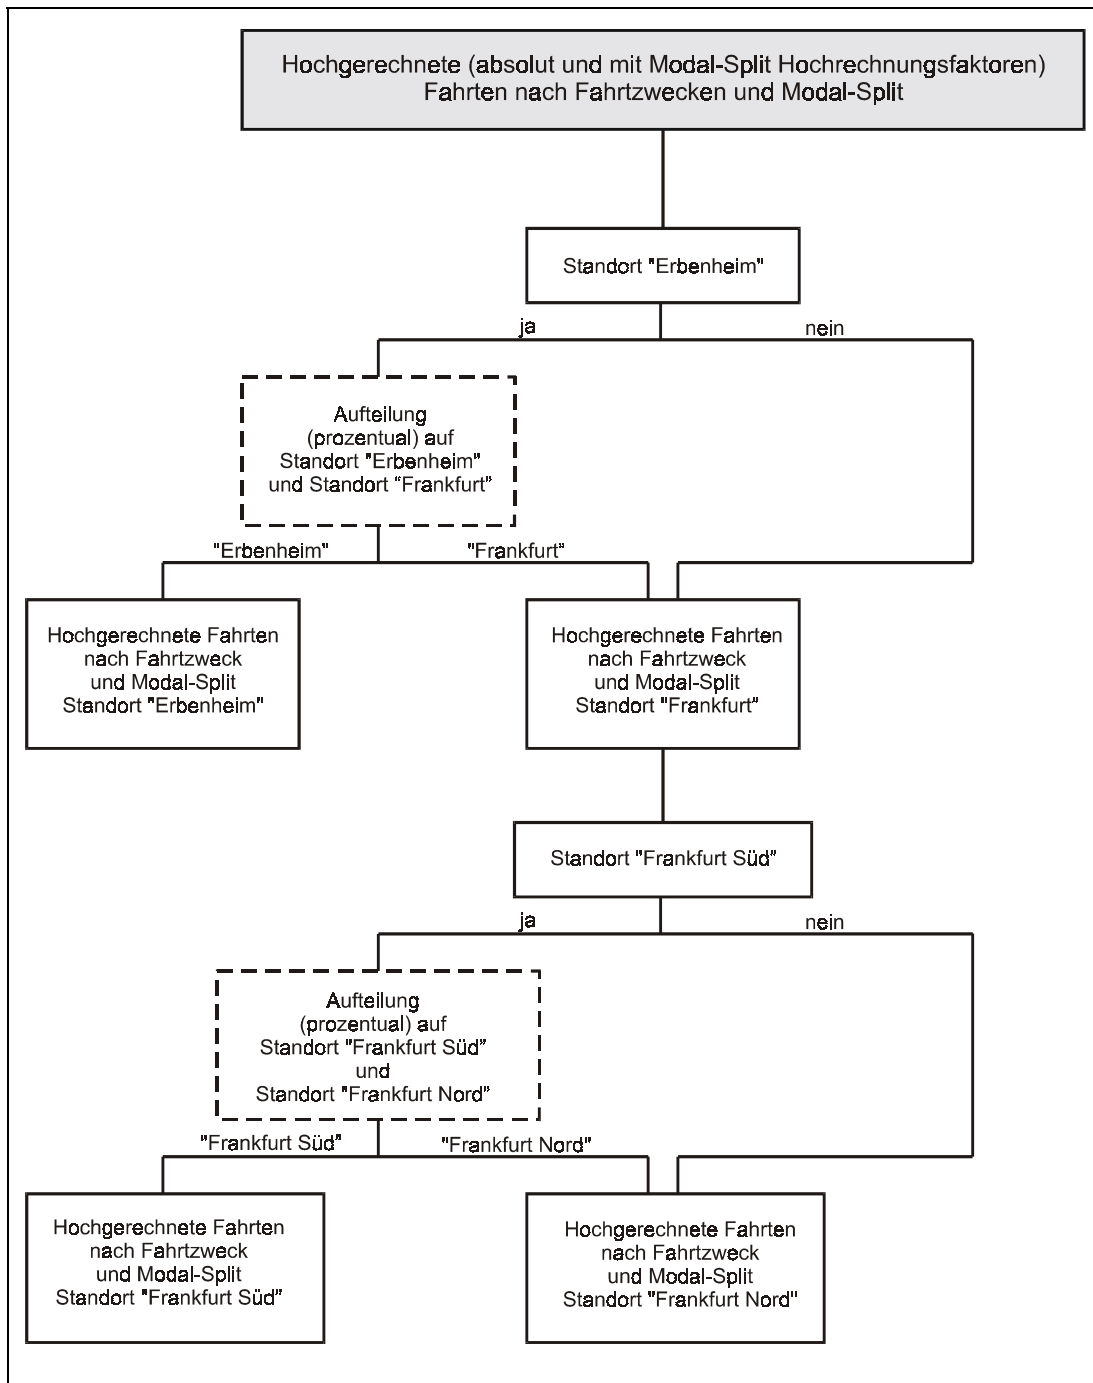 Hochgerechnete (absolut und mit Modal-Split Hochrechnungsfaktoren)
Fahrten nach Fahrtzwecken und Modal-Split
Standort "Erbenheim"
ja
nein
Aufteilung
(prozentual) auf
Standort "Erbenheim"
und Standort "Frankfurt"
"Erbenheim"
"Frankfurt"
Hochgerechnete Fahrten
nach Fahrtzweck
und Modal-Split
Standort "Erbenheim"
Hochgerechnete Fahrten
nach Fahrtzweck
und Modal-Split
Standort "Frankfurt"
Standort "Frankfurt Süd"
ja
nein
Aufteilung
(prozentual) auf
Standort "Frankfurt Süd"
und
Standort "Frankfurt Nord"
"Frankfurt Süd"
"Frankfurt Nord"
Hochgerechnete Fahrten
nach Fahrtzweck
und Modal-Split
Standort "Frankfurt Süd"
Hochgerechnete Fahrten
nach Fahrtzweck
und Modal-Split
Standort "Frankfurt Nord"